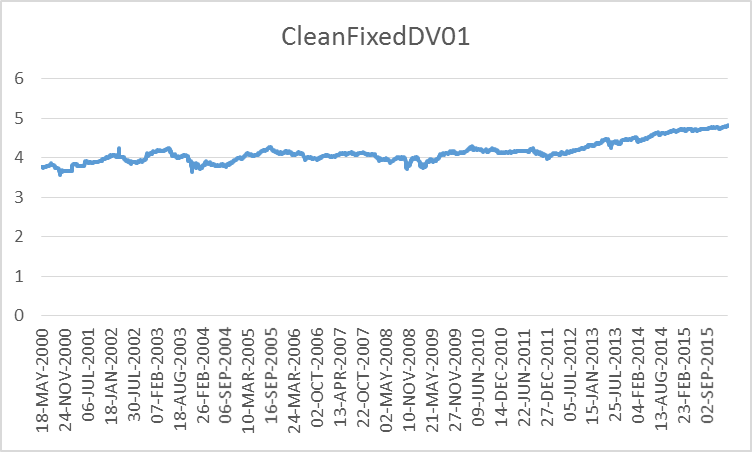 CleanFixedDV01
6
5
4
3
2
1
0
18-MAY-2000
24-NOV-2000
06-JUL-2001
18-JAN-2002
30-JUL-2002
07-FEB-2003
18-AUG-2003
26-FEB-2004
06-SEP-2004
10-MAR-2005
16-SEP-2005
24-MAR-2006
02-OCT-2006
13-APR-2007
22-OCT-2007
02-MAY-2008
10-NOV-2008
21-MAY-2009
27-NOV-2009
09-JUN-2010
14-DEC-2010
22-JUN-2011
27-DEC-2011
05-JUL-2012
15-JAN-2013
25-JUL-2013
03-FEB-2014
13-AUG-2014
23-FEB-2015
02-SEP-2015